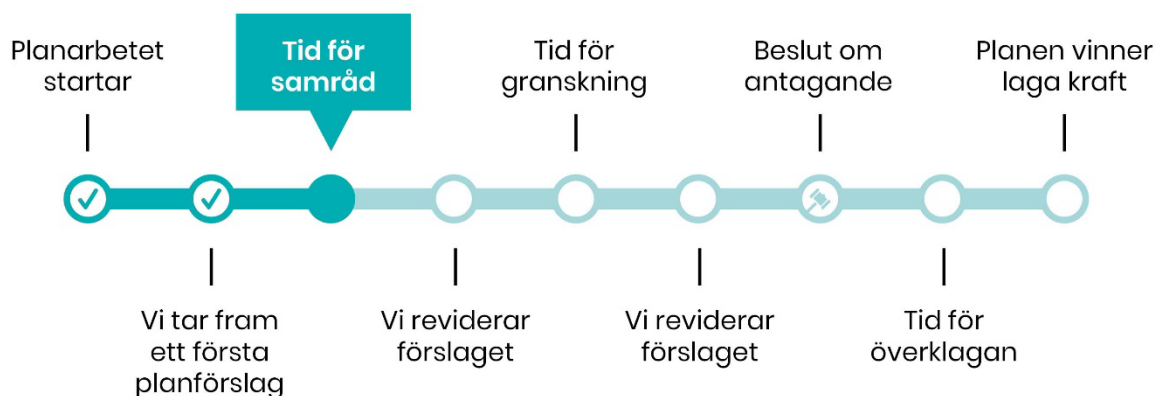 Planarbetet
startar
Vi tar fram
ett första
planförslag
Tid för
samråd
Vi reviderar
förslaget
Tid för
granskning
Vi reviderar
förslaget
Beslut om
antagande
Tid för
överklagan
Planen vinner
laga kraft